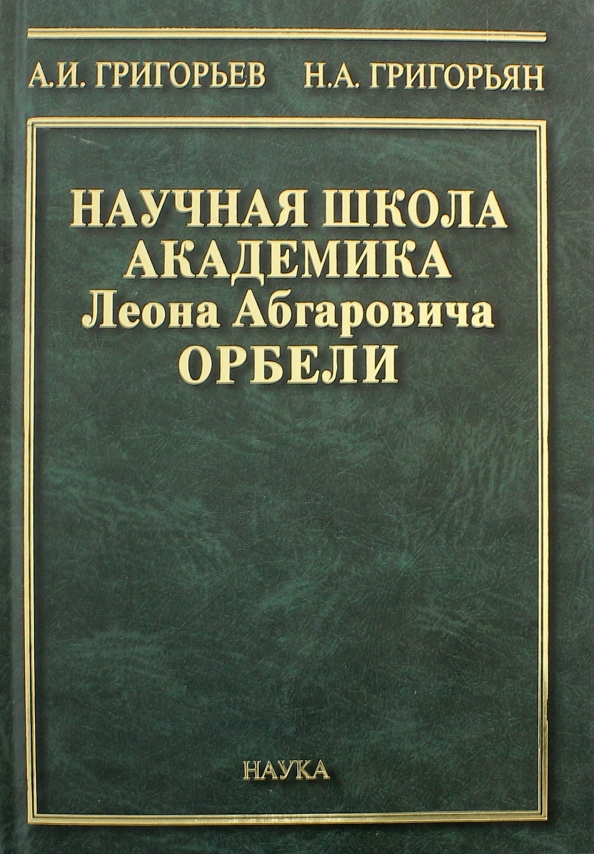 А.И. ГРИГОРЬЕВ Н.А. ГРИГОРЬЯН
НАУЧНАЯ ШКОЛА
АКАДЕМИКА
Леона Абгаровича
ОРБЕЛИ
НАУКА